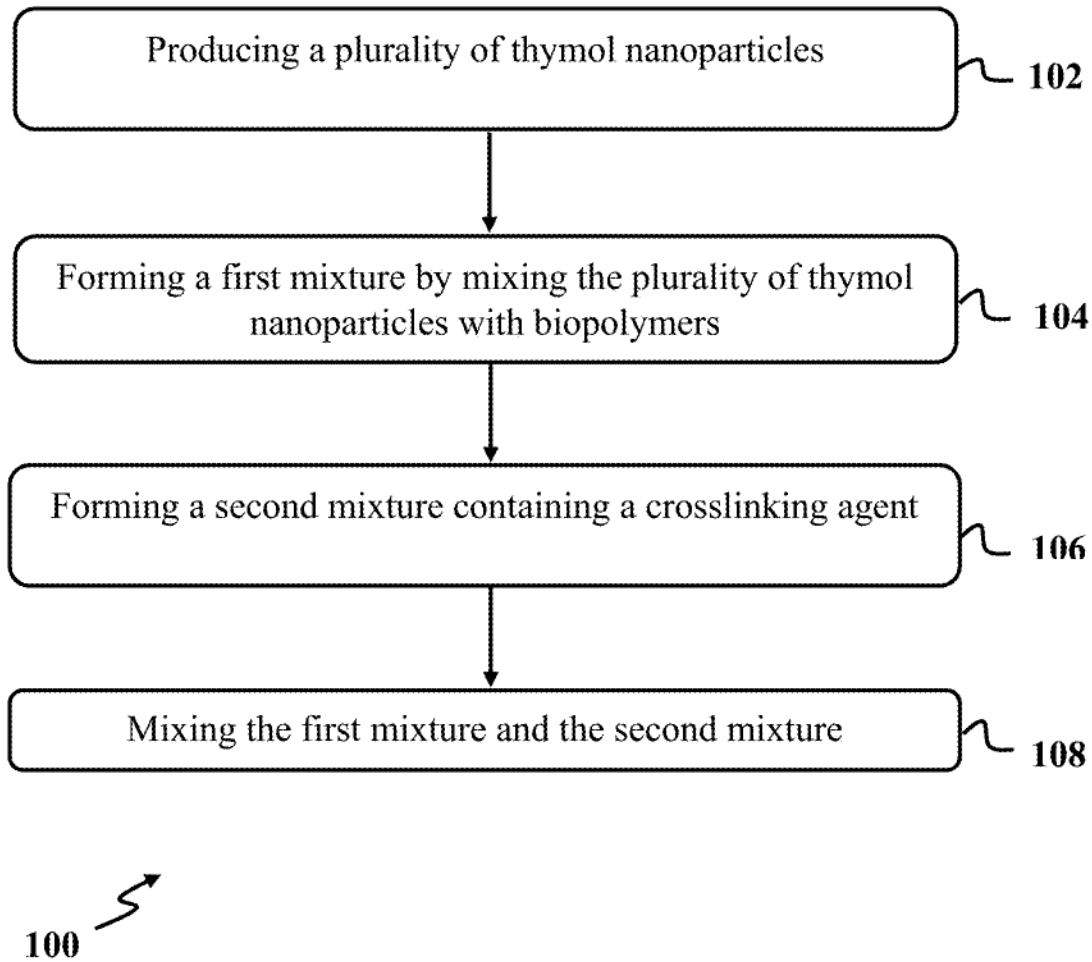 Producing a plurality of thymol nanoparticles
102
Forming a first mixture by mixing the plurality of thymol
nanoparticles with biopolymers
104
Forming a second mixture containing a crosslinking agent
106
Mixing the first mixture and the second mixture
108
100